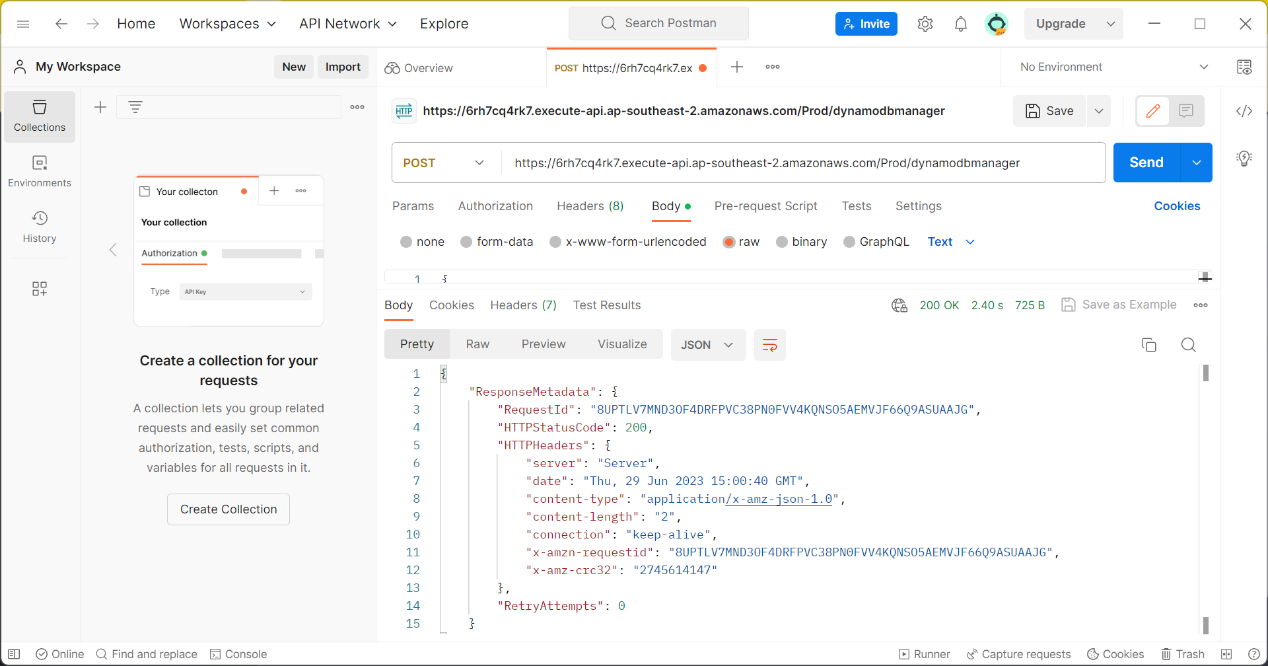 Home Workspaces API Network Explore Search Postman Invite Upgrade
My Workspace New Import Overview POST https://6rh7cq4rk7.ex No Environment
Collections
Environments
History
Your collecton
Your collection
Authorization
Type API Key
Create a collection for your
requests
A collection lets you group related
requests and easily set common
authorization, tests, scripts, and
variables for all requests in it.
Create Collection
HTTP https://6rh7cq4rk7.execute-api.ap-southeast-2.amazonaws.com/Prod/dynamodbmanager Save
POST https://6rh7cq4rk7.execute-api.ap-southeast-2.amazonaws.com/Prod/dynamodbmanager Send
Params Authorization Headers (8) Body Pre-request Script Tests Settings Cookies
none form-data x-www-form-urlencoded raw binary GraphQL Text
1 {
Body Cookies Headers (7) Test Results 200 OK 2.40 s 725 B Save as Example
Pretty Raw Preview Visualize JSON
1 {
2 "ResponseMetadata": {
3 "RequestId": "8UPTLV7MND3OF4DRFPVC38PN0FVV4KQNSO5AEMVJF66Q9ASUAAJG",
4 "HTTPStatusCode": 200,
5 "HTTPHeaders": {
6 "server": "Server",
7 "date": "Thu, 29 Jun 2023 15:00:40 GMT",
8 "content-type": "application/x-amz-json-1.0",
9 "content-length": "2",
10 "connection": "keep-alive",
11 "x-amzn-requestid": "8UPTLV7MND3OF4DRFPVC38PN0FVV4KQNSO5AEMVJF66Q9ASUAAJG",
12 "x-amz-crc32": "2745614147"
13 },
14 "RetryAttempts": 0
15 }
Online Find and replace Console Runner Capture requests Cookies Trash